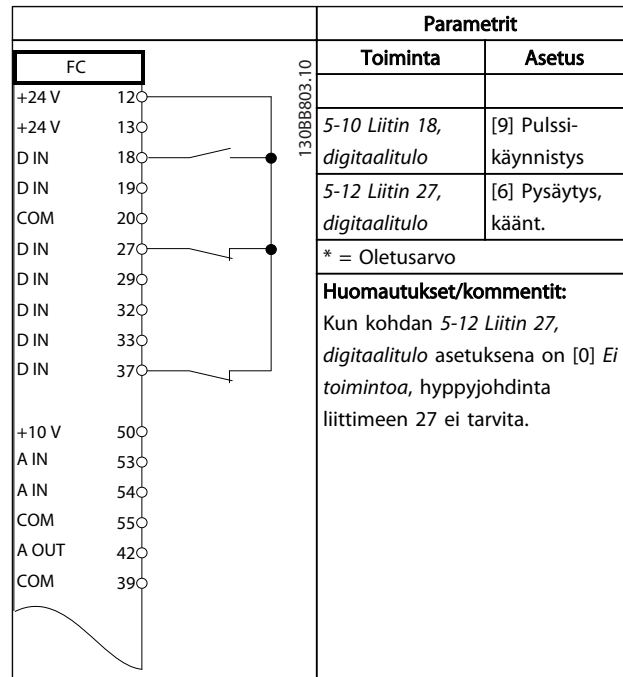 FC
+24 V 12
+24 V 13
D IN 18
D IN 19
COM 20
D IN 27
D IN 29
D IN 32
D IN 33
D IN 37
+10 V 50
A IN 53
A IN 54
COM 55
A OUT 42
COM 39
130BB803.10
Parametrit
Toiminta Asetus
5-10 Liitin 18, [9] Pulssi-
digitaalitulo käynnistys
5-12 Liitin 27, [6] Pysäytys,
digitaalitulo käänt.
* = Oletusarvo
Huomautukset/kommentit:
Kun kohdan 5-12 Liitin 27,
digitaalitulo asetuksena on [0] Ei
toimintoa, hyppyjohdinta
liittimeen 27 ei tarvita.